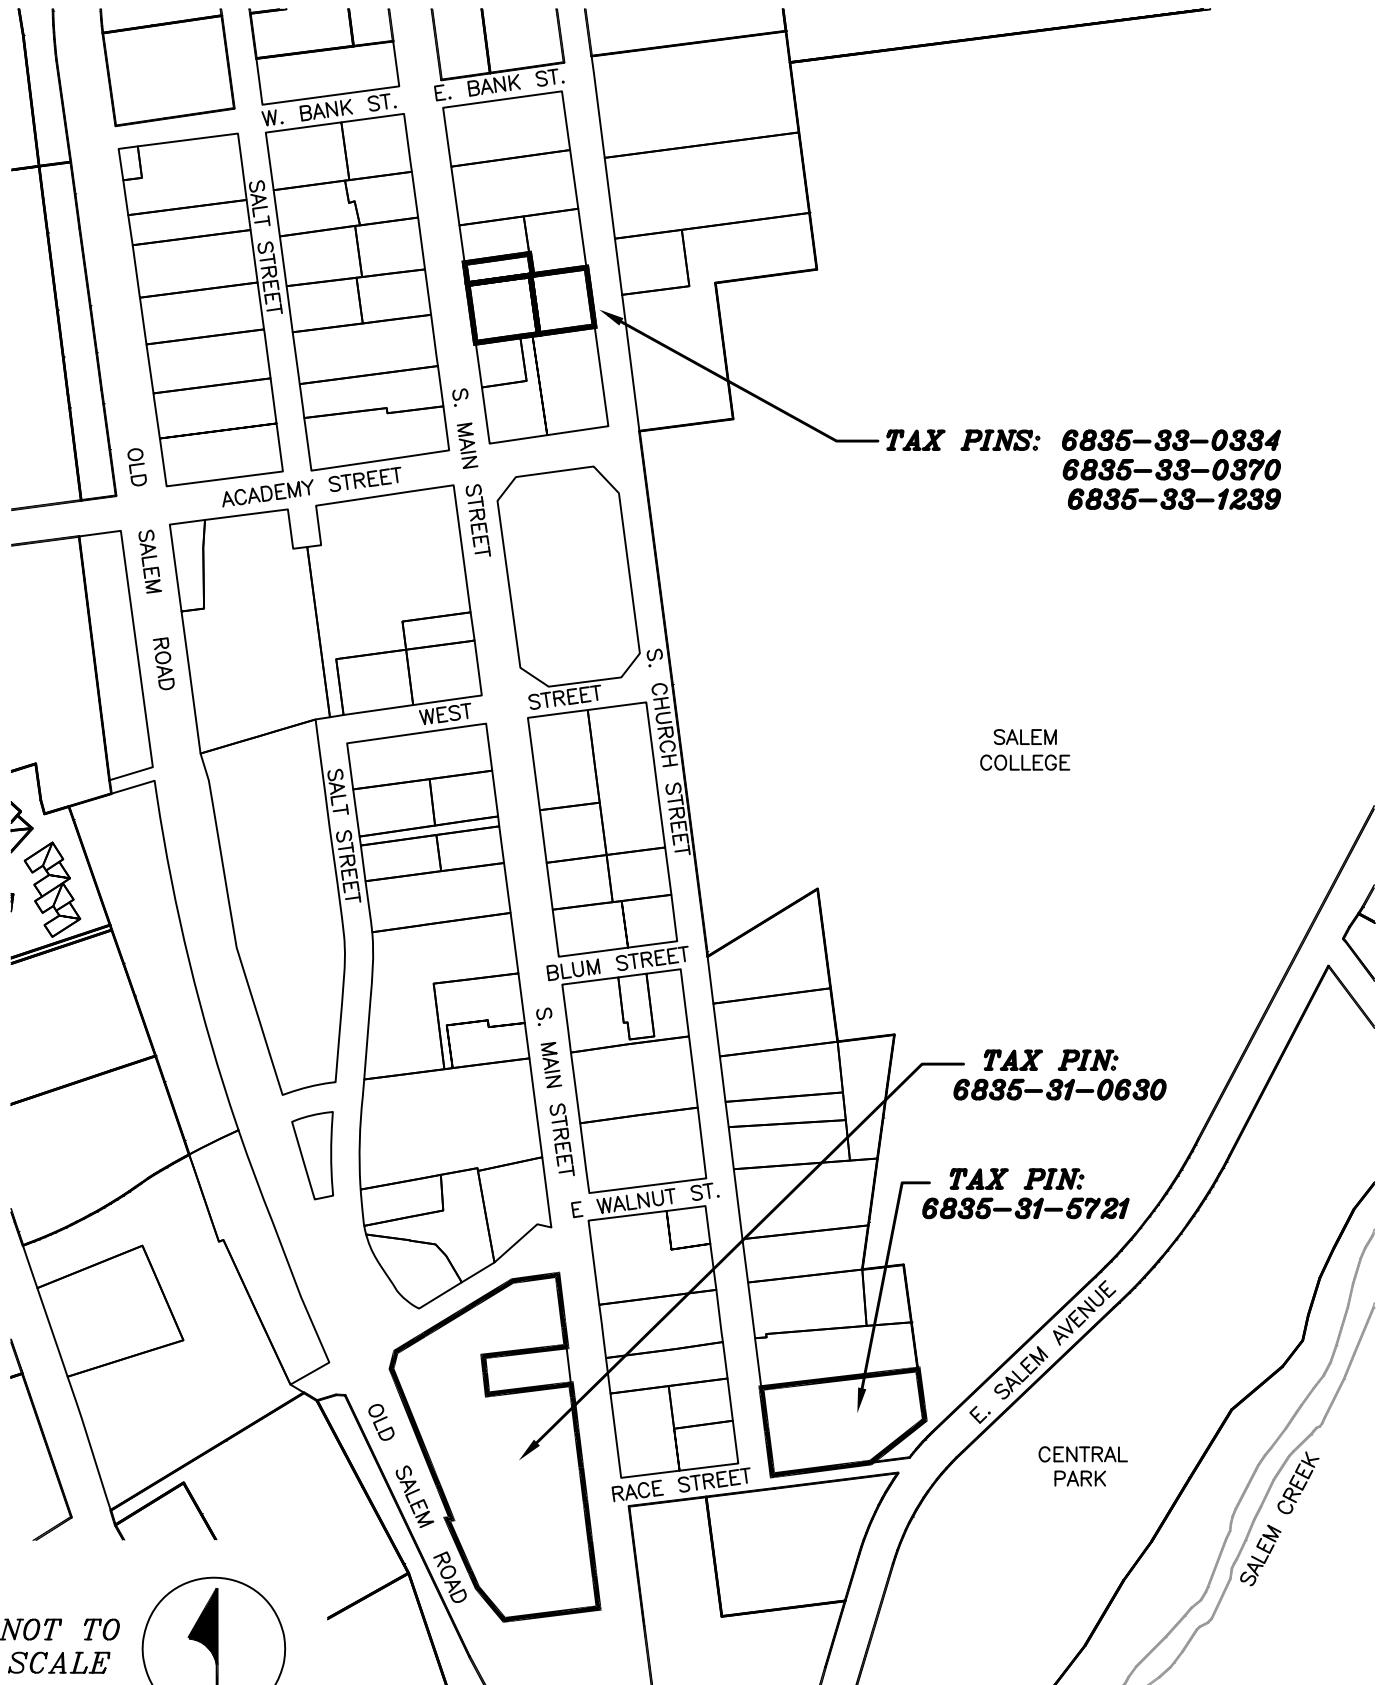 E. BANK ST.
W. BANK ST.
SALT STREET
S. MAIN STREET
TAX PINS: 6835-33-0334
6835-33-0370
6835-33-1239
OLD SALEM ROAD
ACADEMY STREET
S. CHURCH STREET
WEST STREET
SALEM
COLLEGE
SALT STREET
BLUM STREET
S. MAIN STREET
TAX PIN:
6835-31-0630
TAX PIN:
6835-31-5721
E WALNUT ST.
E. SALEM AVENUE
OLD SALEM ROAD
CENTRAL
PARK
RACE STREET
SALEM CREEK
NOT TO
SCALE